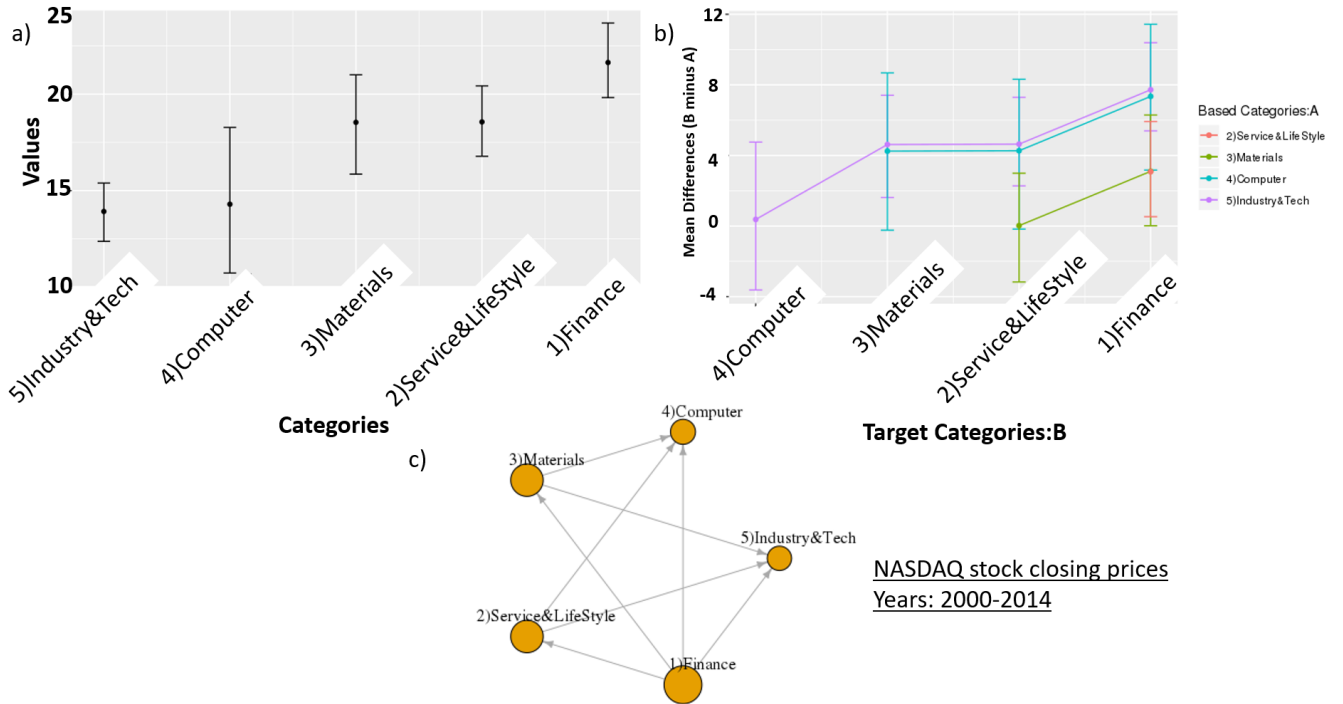 a)
Values
25
20
15
10
5)Industry&Tech
4)Computer
3)Materials
2)Service&LifeStyle
1)Finance
Categories
b)
Mean Differences (B minus A)
12
8
4
0
-4
4)Computer
3)Materials
2)Service&LifeStyle
1)Finance
Target Categories:B
Based Categories:A
2)Service&LifeStyle
3)Materials
4)Computer
5)Industry&Tech
c)
4)Computer
3)Materials
5)Industry&Tech
2)Service&LifeStyle
1)Finance
NASDAQ stock closing prices
Years: 2000-2014